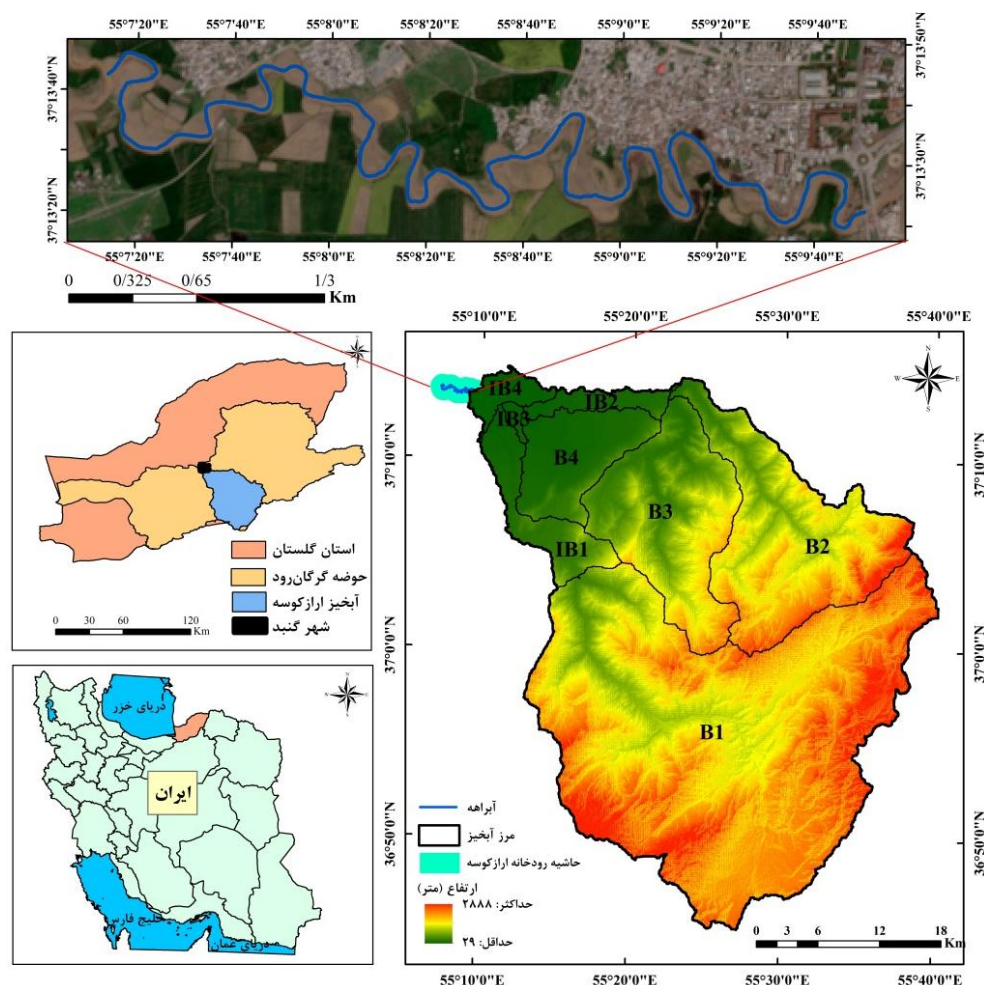 55°7'20"E 55°7'40"E 55°8'0"E 55°8'20"E 55°8'40"E 55°9'0"E 55°9'20"E 55°9'40"E
37°13'50"N
37°13'40"N
37°13'30"N
37°13'20"N
55°7'20"E 55°7'40"E 55°8'0"E 55°8'20"E 55°8'40"E 55°9'0"E 55°9'20"E 55°9'40"E
0 0/325 0/65 1/3
Km
استان گلستان
حوضه گرگان‌رود
آبخیز ارازکوسه
شهر گنبد
0 30 60 120
Km
دریای خزر
ایران
خلیج فارس
دریای عمان
55°10'0"E 55°20'0"E 55°30'0"E 55°40'0"E
N
W E
S
IB4
IB2
IB3
B4
B3
B2
IB1
B1
37°10'0"N 37°10'0"N
37°0'0"N 37°0'0"N
36°50'0"N 36°50'0"N
آبراهه
مرز آبخیز
حاشیه رودخانه ارازکوسه
ارتفاع (متر)
حداکثر: ۲۸۸۸
حداقل: ۲۹
0 3 6 12 18
Km
55°10'0"E 55°20'0"E 55°30'0"E 55°40'0"E